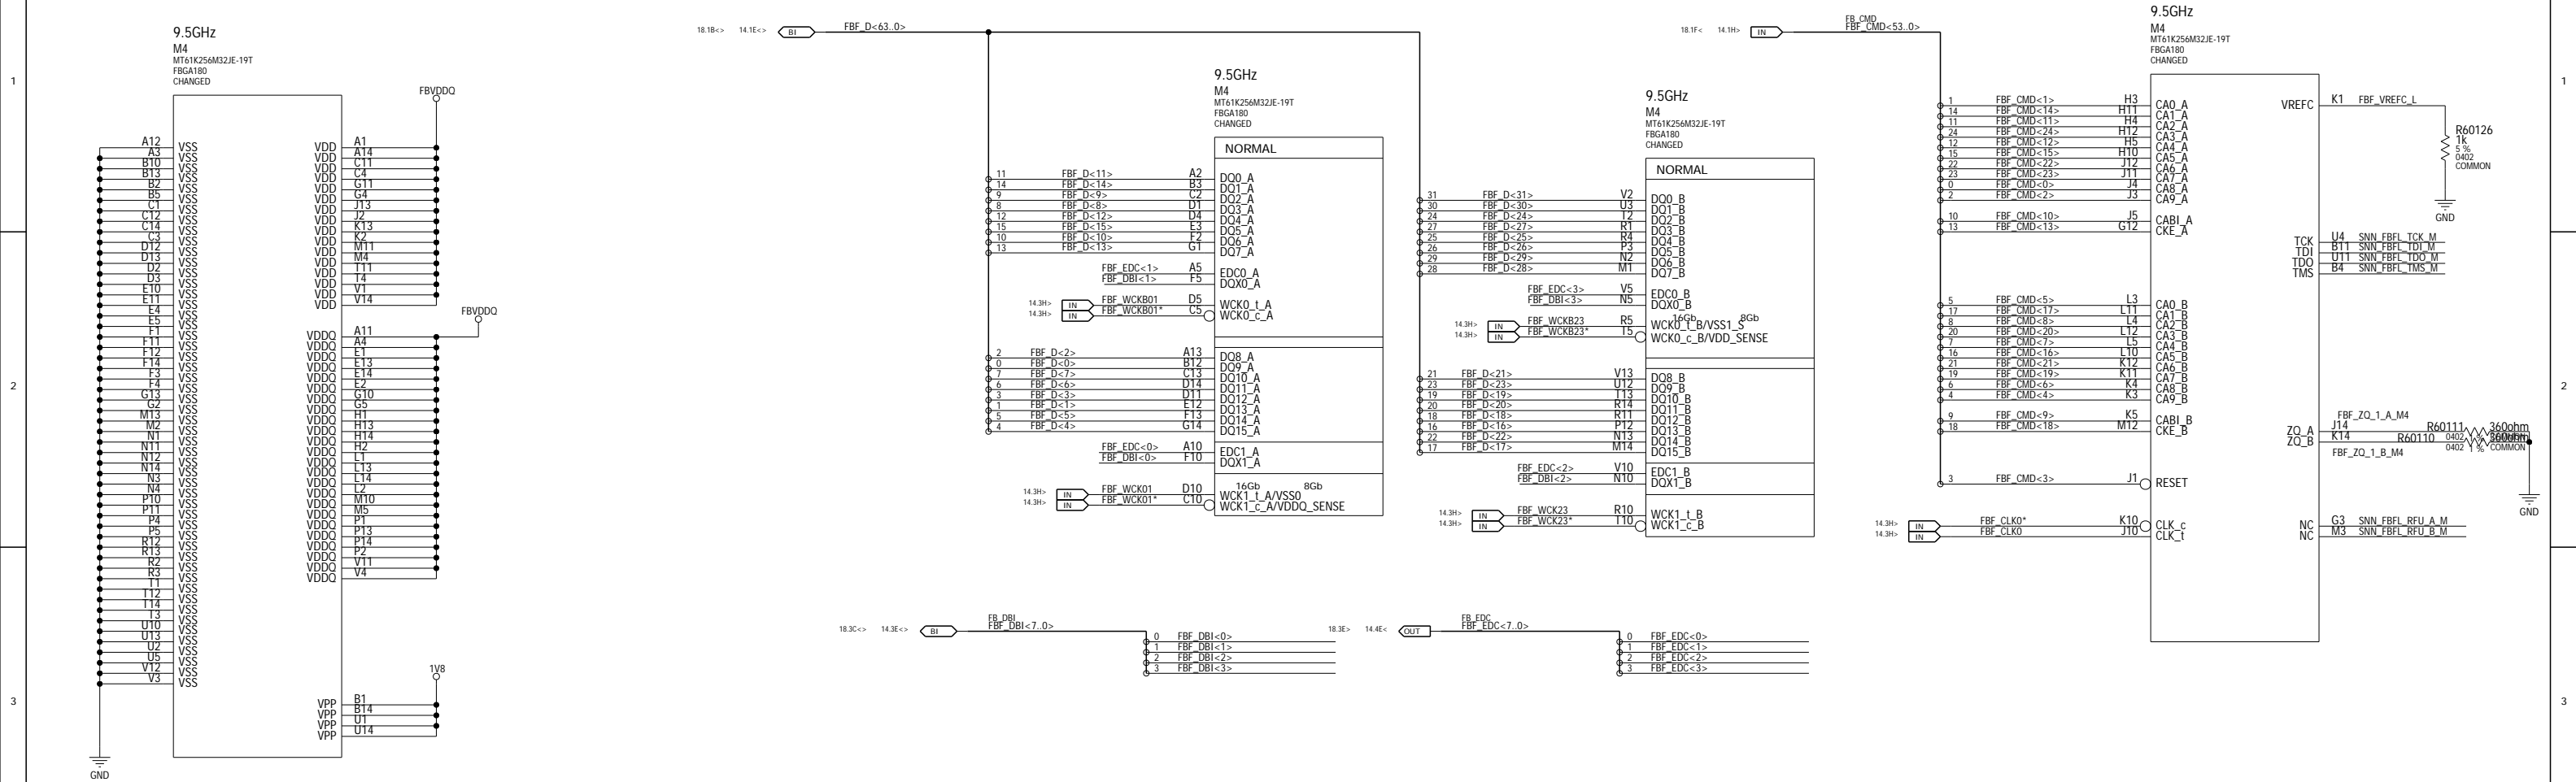 1
2
3
9.5GHz
M4
MT61K256M32JE-19T
FBGA180
CHANGED
FBVDDQ
A12 VSS VDD A1
A3 VSS VDD A14
B10 VSS VDD C11
B13 VSS VDD C4
B2 VSS VDD G11
B5 VSS VDD G4
C1 VSS VDD J13
C12 VSS VDD J2
C14 VSS VDD K13
C3 VSS VDD K2
D12 VSS VDD M11
D13 VSS VDD M4
D2 VSS VDD T11
D3 VSS VDD T4
E10 VSS VDD V1
E11 VSS VDD V14
E4 VSS
E5 VSS
FBVDDQ
F1 VSS VDDQ A11
F11 VSS VDDQ A4
F12 VSS VDDQ E1
F14 VSS VDDQ E13
F3 VSS VDDQ E14
F4 VSS VDDQ E2
G13 VSS VDDQ G10
G2 VSS VDDQ G5
M13 VSS VDDQ H1
M2 VSS VDDQ H13
N1 VSS VDDQ H14
N11 VSS VDDQ H2
N12 VSS VDDQ L1
N14 VSS VDDQ L13
N3 VSS VDDQ L14
N4 VSS VDDQ L2
P10 VSS VDDQ M10
P11 VSS VDDQ M5
P4 VSS VDDQ P1
P5 VSS VDDQ P13
R12 VSS VDDQ P14
R13 VSS VDDQ P2
R2 VSS VDDQ V11
R3 VSS VDDQ V4
T1 VSS
T12 VSS
T14 VSS
T3 VSS
U10 VSS
U13 VSS
U2 VSS
U5 VSS
V12 VSS
V3 VSS
1V8
VPP B1
VPP B14
VPP U1
VPP U14
GND
18.1B<> 14.1E<> BI FBF_D<63..0>
9.5GHz
M4
MT61K256M32JE-19T
FBGA180
CHANGED
NORMAL
11 FBF_D<11> A2 DQ0_A
14 FBF_D<14> B3 DQ1_A
9 FBF_D<9> C2 DQ2_A
8 FBF_D<8> D1 DQ3_A
12 FBF_D<12> D4 DQ4_A
15 FBF_D<15> E3 DQ5_A
10 FBF_D<10> F2 DQ6_A
13 FBF_D<13> G1 DQ7_A
FBF_EDC<1> A5 EDC0_A
FBF_DBI<1> F5 DQX0_A
14.3H> IN FBF_WCKB01 D5 WCK0_t_A
14.3H> IN FBF_WCKB01* C5 WCK0_c_A
2 FBF_D<2> A13 DQ8_A
0 FBF_D<0> B12 DQ9_A
7 FBF_D<7> C13 DQ10_A
6 FBF_D<6> D14 DQ11_A
3 FBF_D<3> D11 DQ12_A
1 FBF_D<1> E12 DQ13_A
5 FBF_D<5> F13 DQ14_A
4 FBF_D<4> G14 DQ15_A
FBF_EDC<0> A10 EDC1_A
FBF_DBI<0> F10 DQX1_A
16Gb 8Gb
14.3H> IN FBF_WCK01 D10 WCK1_t_A/VSS0
14.3H> IN FBF_WCK01* C10 WCK1_c_A/VDDQ_SENSE
9.5GHz
M4
MT61K256M32JE-19T
FBGA180
CHANGED
NORMAL
31 FBF_D<31> V2 DQ0_B
30 FBF_D<30> U3 DQ1_B
24 FBF_D<24> T2 DQ2_B
27 FBF_D<27> R1 DQ3_B
25 FBF_D<25> R4 DQ4_B
26 FBF_D<26> P3 DQ5_B
29 FBF_D<29> N2 DQ6_B
28 FBF_D<28> M1 DQ7_B
FBF_EDC<3> V5 EDC0_B
FBF_DBI<3> N5 DQX0_B
16Gb 8Gb
14.3H> IN FBF_WCKB23 R5 WCK0_t_B/VSS1_S
14.3H> IN FBF_WCKB23* T5 WCK0_c_B/VDD_SENSE
21 FBF_D<21> V13 DQ8_B
23 FBF_D<23> U12 DQ9_B
19 FBF_D<19> T13 DQ10_B
20 FBF_D<20> R14 DQ11_B
18 FBF_D<18> R11 DQ12_B
16 FBF_D<16> P12 DQ13_B
22 FBF_D<22> N13 DQ14_B
17 FBF_D<17> M14 DQ15_B
FBF_EDC<2> V10 EDC1_B
FBF_DBI<2> N10 DQX1_B
14.3H> IN FBF_WCK23 R10 WCK1_t_B
14.3H> IN FBF_WCK23* T10 WCK1_c_B
FB_DBI
18.3C<> 14.3E<> BI FBF_DBI<7..0>
0 FBF_DBI<0>
1 FBF_DBI<1>
2 FBF_DBI<2>
3 FBF_DBI<3>
FB_EDC
18.3E> 14.4E< OUT FBF_EDC<7..0>
0 FBF_EDC<0>
1 FBF_EDC<1>
2 FBF_EDC<2>
3 FBF_EDC<3>
FB_CMD
18.1F< 14.1H> IN FBF_CMD<53..0>
9.5GHz
M4
MT61K256M32JE-19T
FBGA180
CHANGED
1 FBF_CMD<1> H3 CA0_A
14 FBF_CMD<14> H11 CA1_A
11 FBF_CMD<11> H4 CA2_A
24 FBF_CMD<24> H12 CA3_A
12 FBF_CMD<12> H5 CA4_A
15 FBF_CMD<15> H10 CA5_A
22 FBF_CMD<22> J12 CA6_A
23 FBF_CMD<23> J11 CA7_A
0 FBF_CMD<0> J4 CA8_A
2 FBF_CMD<2> J3 CA9_A
10 FBF_CMD<10> J5 CABI_A
13 FBF_CMD<13> G12 CKE_A
5 FBF_CMD<5> L3 CA0_B
17 FBF_CMD<17> L11 CA1_B
8 FBF_CMD<8> L4 CA2_B
20 FBF_CMD<20> L12 CA3_B
7 FBF_CMD<7> L5 CA4_B
16 FBF_CMD<16> L10 CA5_B
21 FBF_CMD<21> K12 CA6_B
19 FBF_CMD<19> K11 CA7_B
6 FBF_CMD<6> K4 CA8_B
4 FBF_CMD<4> K3 CA9_B
9 FBF_CMD<9> K5 CABI_B
18 FBF_CMD<18> M12 CKE_B
3 FBF_CMD<3> J1 RESET
14.3H> IN FBF_CLK0* K10 CLK_c
14.3H> IN FBF_CLK0 J10 CLK_t
VREFC K1 FBF_VREFC_L
R60126
1k
5 %
0402
COMMON
GND
TCK U4 SNN_FBFL_TCK_M
TDI B11 SNN_FBFL_TDI_M
TDO U11 SNN_FBFL_TDO_M
TMS B4 SNN_FBFL_TMS_M
FBF_ZQ_1_A_M4
ZQ_A J14 R60111 360ohm
ZQ_B K14 R60110 0402
0402 1 % COMMON
FBF_ZQ_1_B_M4
GND
NC G3 SNN_FBFL_RFU_A_M
NC M3 SNN_FBFL_RFU_B_M
1
2
3